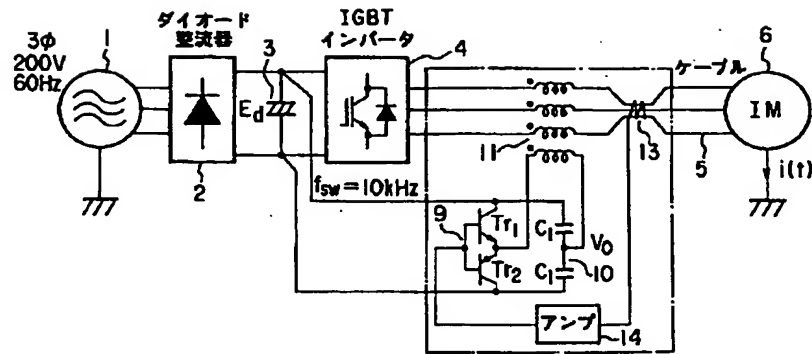 3φ
200V
60Hz
1
ダイオード
整流器
2
3
Ed
IGBT
インバータ
4
fsw=10kHz
11
ケーブル
13
6
IM
5
i(t)
9
Tr1
Tr2
C1
C1
V0
10
アンプ
14